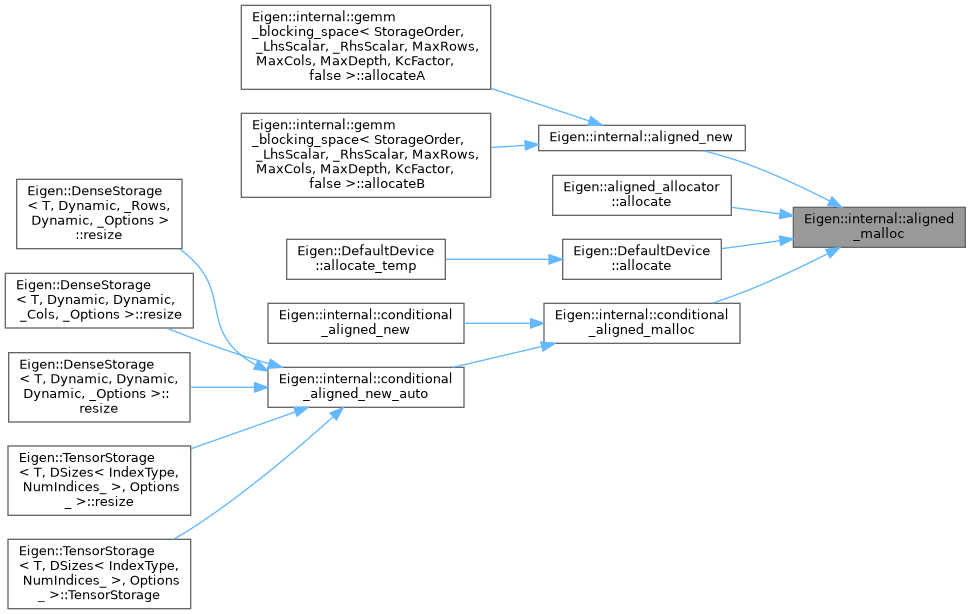 Eigen::internal::gemm
_blocking_space< StorageOrder,
_LhsScalar, _RhsScalar, MaxRows,
MaxCols, MaxDepth, KcFactor,
false >::allocateA
Eigen::internal::gemm
_blocking_space< StorageOrder,
_LhsScalar, _RhsScalar, MaxRows,
MaxCols, MaxDepth, KcFactor,
false >::allocateB
Eigen::internal::aligned_new
Eigen::aligned_allocator
::allocate
Eigen::internal::aligned
_malloc
Eigen::DenseStorage
< T, Dynamic, _Rows,
Dynamic, _Options >
::resize
Eigen::DefaultDevice
::allocate_temp
Eigen::DefaultDevice
::allocate
Eigen::DenseStorage
< T, Dynamic, Dynamic,
_Cols, _Options >::resize
Eigen::internal::conditional
_aligned_new
Eigen::internal::conditional
_aligned_malloc
Eigen::DenseStorage
< T, Dynamic, Dynamic,
Dynamic, _Options >::
resize
Eigen::internal::conditional
_aligned_new_auto
Eigen::TensorStorage
< T, DSizes< IndexType,
NumIndices_ >, Options
_ >::resize
Eigen::TensorStorage
< T, DSizes< IndexType,
NumIndices_ >, Options
_ >::TensorStorage